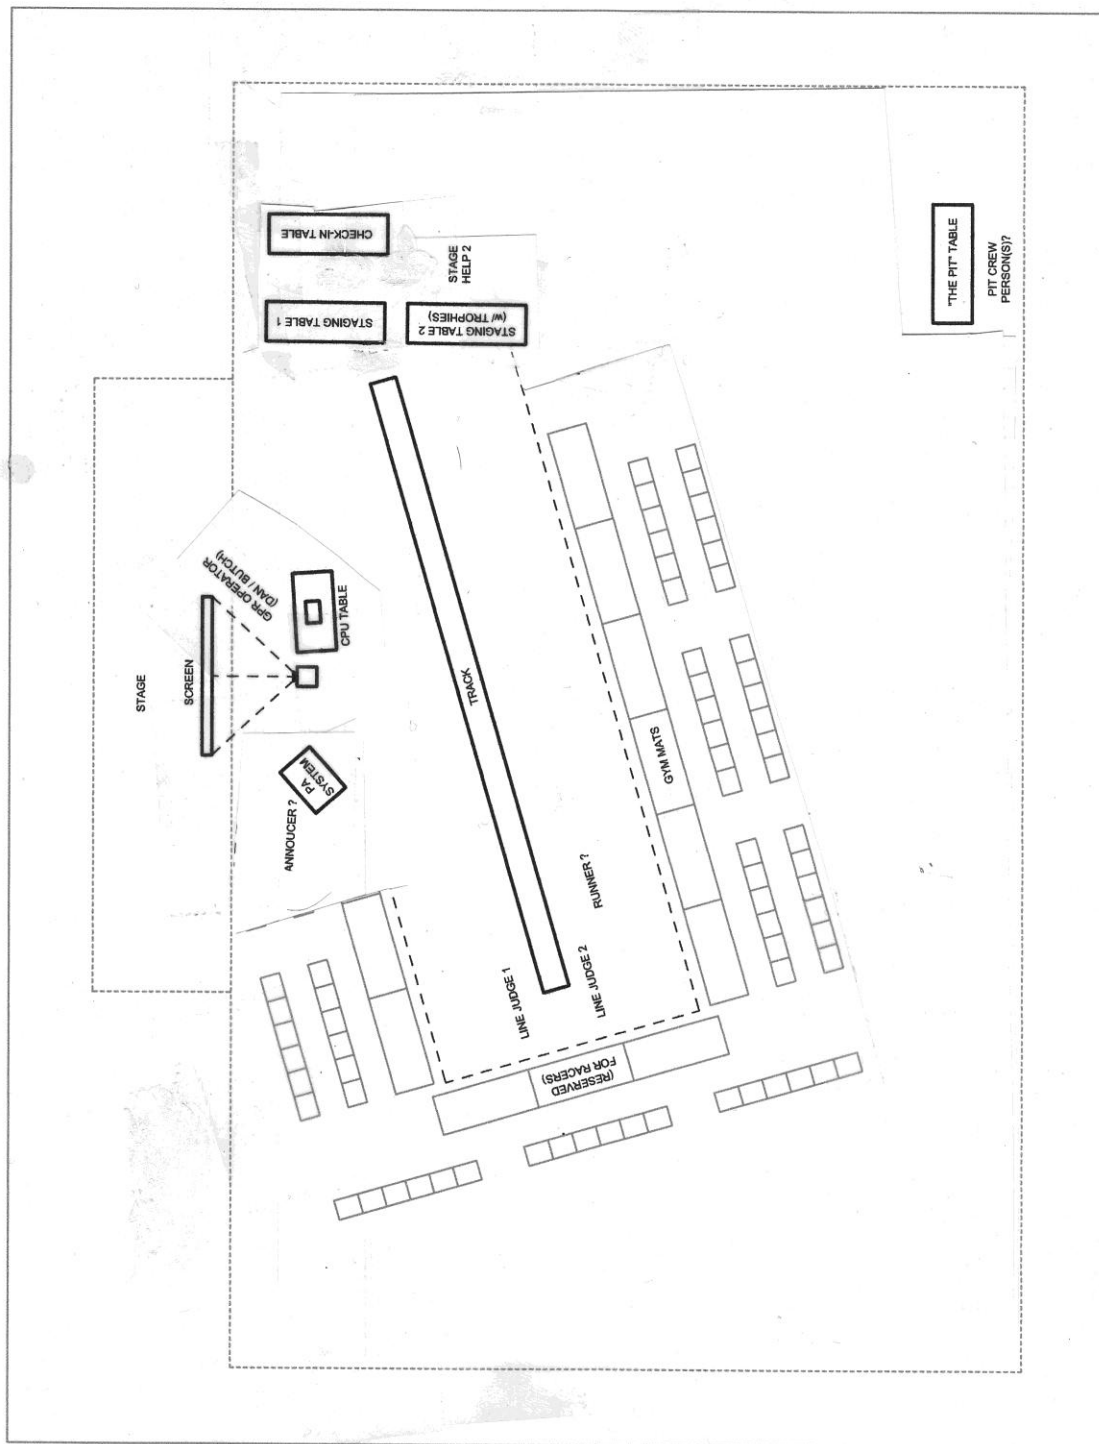 CHECK-IN TABLE
STAGING TABLE 1
STAGING TABLE 2
(w/ TROPHIES)
STAGE
HELP 2
"THE PIT" TABLE
PIT CREW
PERSON(S)?
STAGE
SCREEN
GPR OPERATOR
(DAN / BUTCH)
CPU TABLE
PA
SYSTEM
ANNOUCER ?
TRACK
GYM MATS
RUNNER ?
LINE JUDGE 1
LINE JUDGE 2
(RESERVED
FOR RACERS)